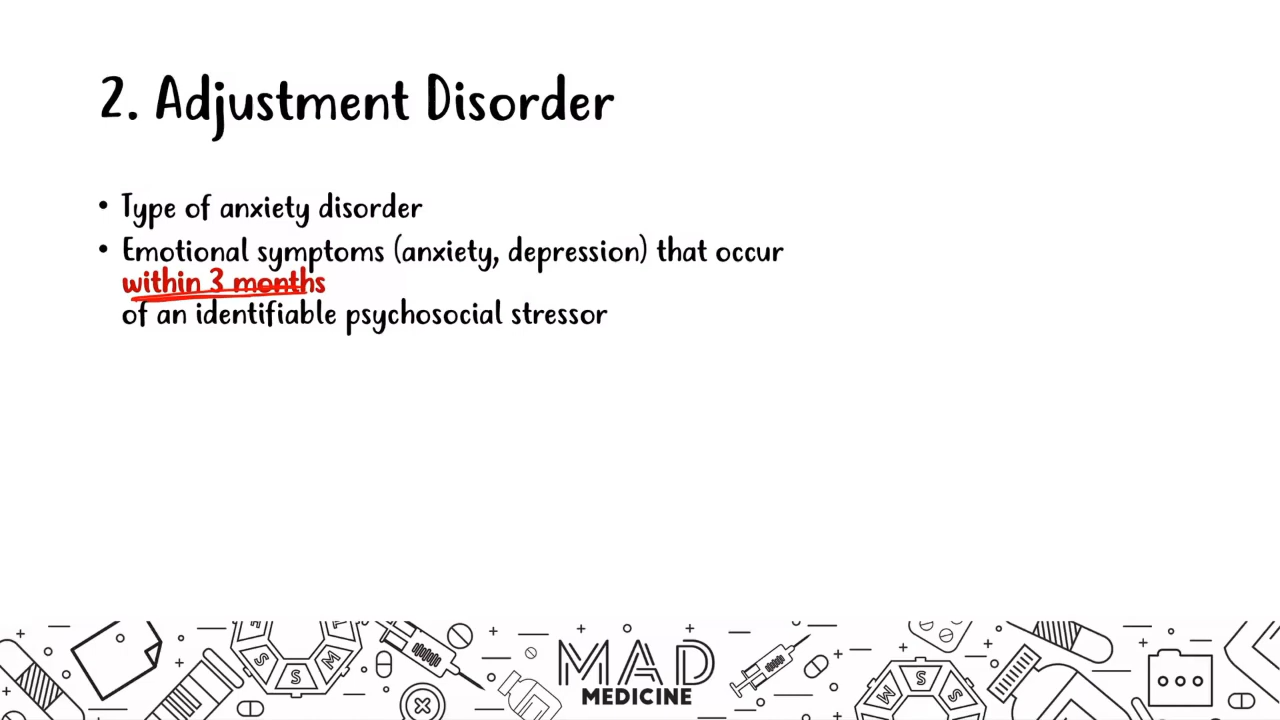 2. Adjustment Disorder
• Type of anxiety disorder
• Emotional symptoms (anxiety, depression) that occur
within 3 months
of an identifiable psychosocial stressor
S S M
MAD
MEDICINE
M S S